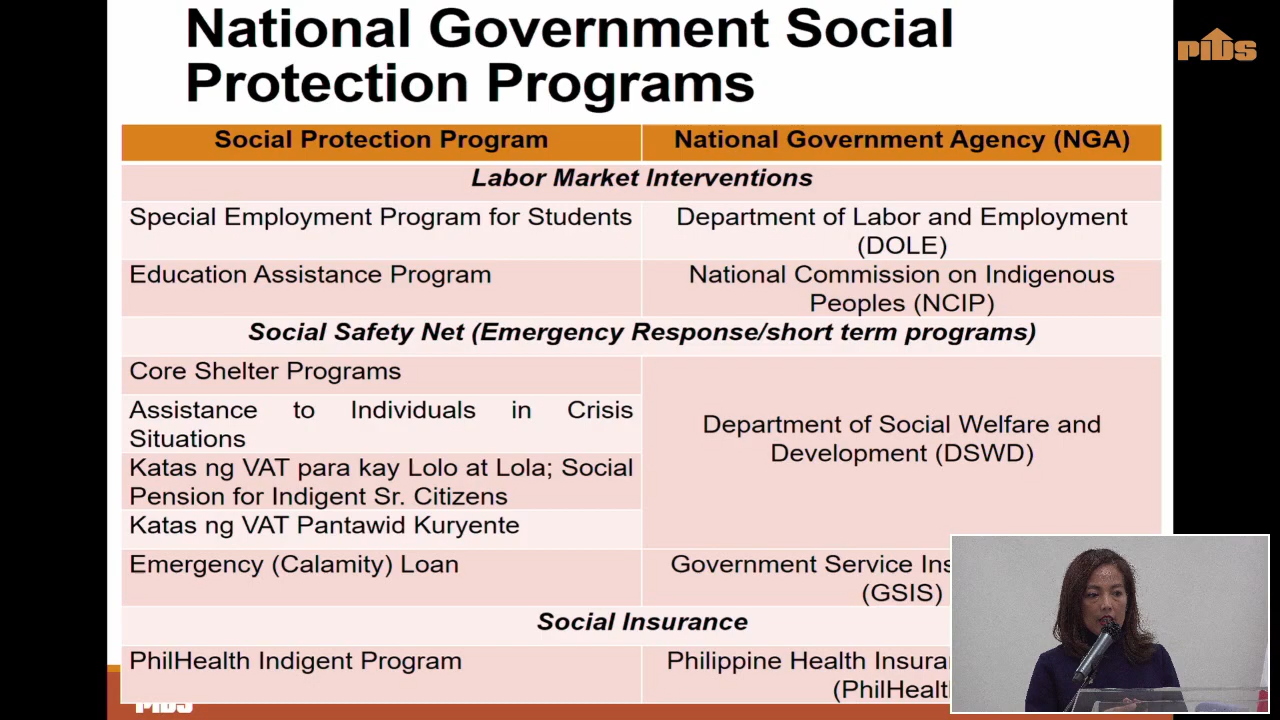 National Government Social
Protection Programs
PIDS
Social Protection Program
National Government Agency (NGA)
Labor Market Interventions
Special Employment Program for Students
Department of Labor and Employment
(DOLE)
Education Assistance Program
National Commission on Indigenous
Peoples (NCIP)
Social Safety Net (Emergency Response/short term programs)
Core Shelter Programs
Assistance to Individuals in Crisis
Situations
Katas ng VAT para kay Lolo at Lola; Social
Pension for Indigent Sr. Citizens
Katas ng VAT Pantawid Kuryente
Department of Social Welfare and
Development (DSWD)
Emergency (Calamity) Loan
Government Service
(GSIS)
Social Insurance
PhilHealth Indigent Program
Philippine Health
PIDS